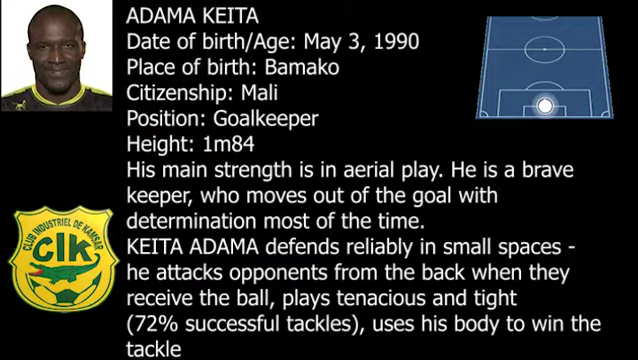 ADAMA KEITA
Date of birth/Age: May 3, 1990
Place of birth: Bamako
Citizenship: Mali
Position: Goalkeeper
Height: 1m84
His main strength is in aerial play. He is a brave
keeper, who moves out of the goal with
determination most of the time.
KEITA ADAMA defends reliably in small spaces -
he attacks opponents from the back when they
receive the ball, plays tenacious and tight
(72% successful tackles), uses his body to win the
tackle
CLUB INDUSTRIEL DE KAMSAR
CIK